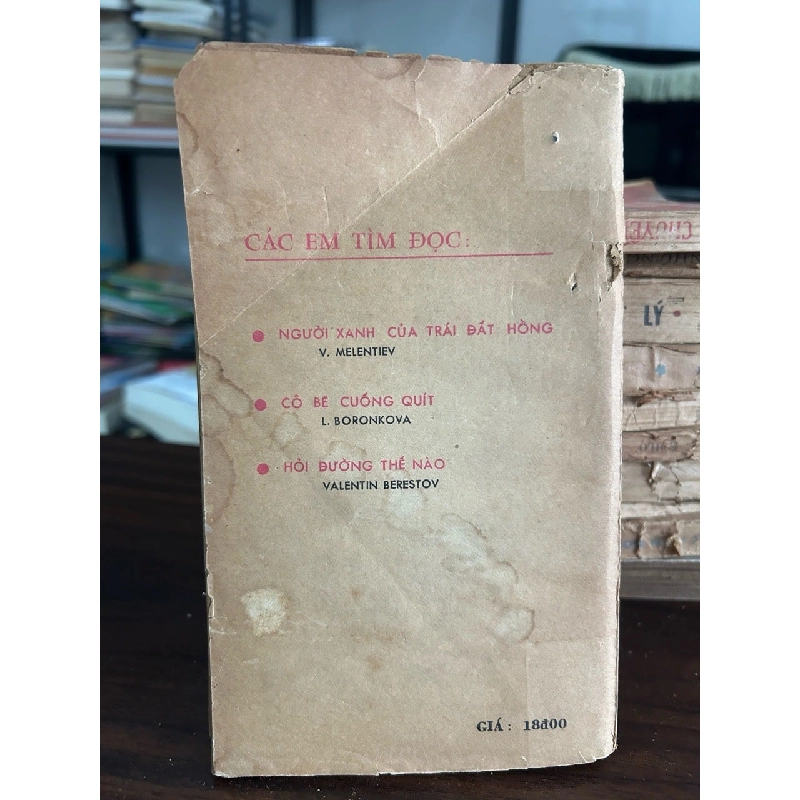 CÁC EM TÌM ĐỌC:
NGƯỜI XANH CỦA TRÁI ĐẤT HỒNG
V. MELENTIEV
CÔ BÉ CUỐNG QUÍT
L. BORONKOVA
HỎI ĐƯỜNG THẾ NÀO
VALENTIN BERESTOV
GIÁ: 18đ00
LÝ